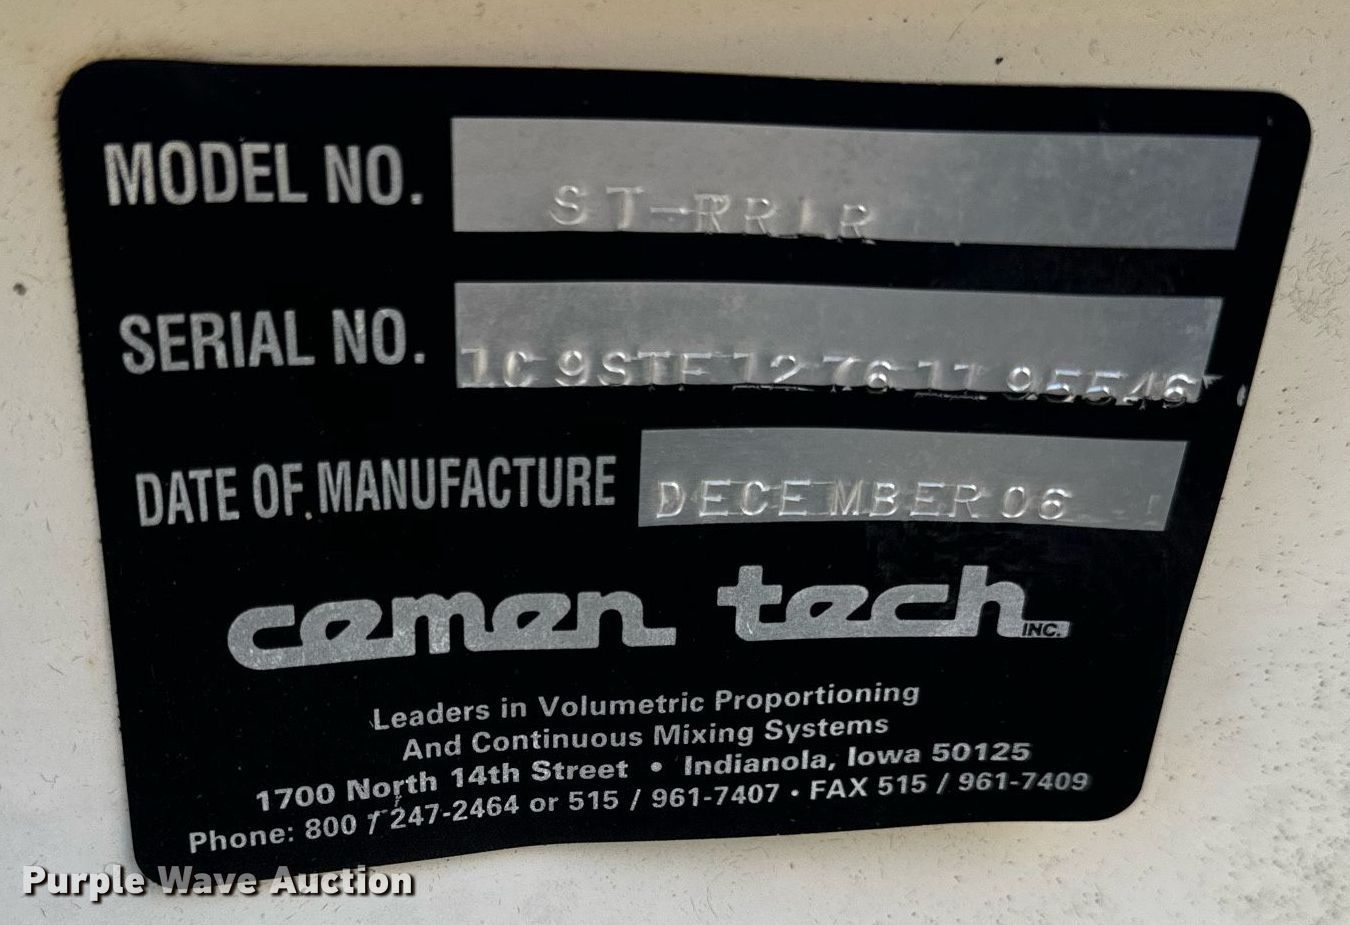 MODEL NO. ST-RRLR
SERIAL NO. 1C9STF12761195546
DATE OF MANUFACTURE DECEMBER 06
cemen tech INC.
Leaders in Volumetric Proportioning
And Continuous Mixing Systems
1700 North 14th Street • Indianola, Iowa 50125
Phone: 800 / 247-2464 or 515 / 961-7407 • FAX 515 / 961-7409
Purple Wave Auction